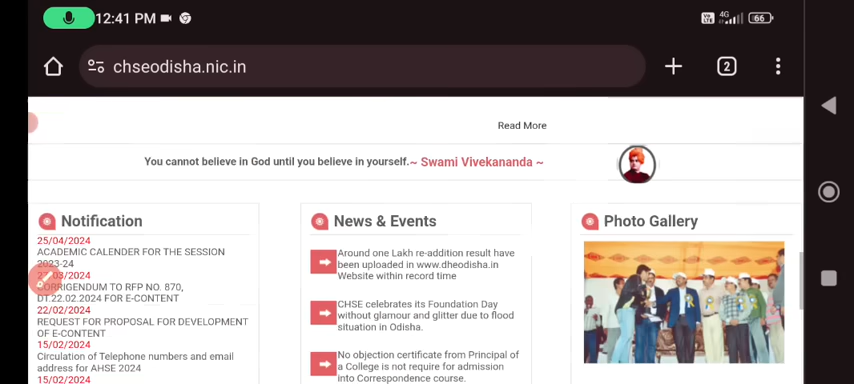 12:41 PM
Vo LTE 4G 66
chseodisha.nic.in
2
Read More
You cannot believe in God until you believe in yourself.~ Swami Vivekananda ~
Notification
25/04/2024
ACADEMIC CALENDER FOR THE SESSION
2023-24
/03/2024
CORRIGENDUM TO RFP NO. 870,
DT.22.02.2024 FOR E-CONTENT
22/02/2024
REQUEST FOR PROPOSAL FOR DEVELOPMENT
OF E-CONTENT
15/02/2024
Circulation of Telephone numbers and email
address for AHSE 2024
15/02/2024
News & Events
Around one Lakh re-addition result have
been uploaded in www.dheodisha.in
Website within record time
CHSE celebrates its Foundation Day
without glamour and glitter due to flood
situation in Odisha.
No objection certificate from Principal of
a College is not require for admission
into Correspondence course.
Photo Gallery